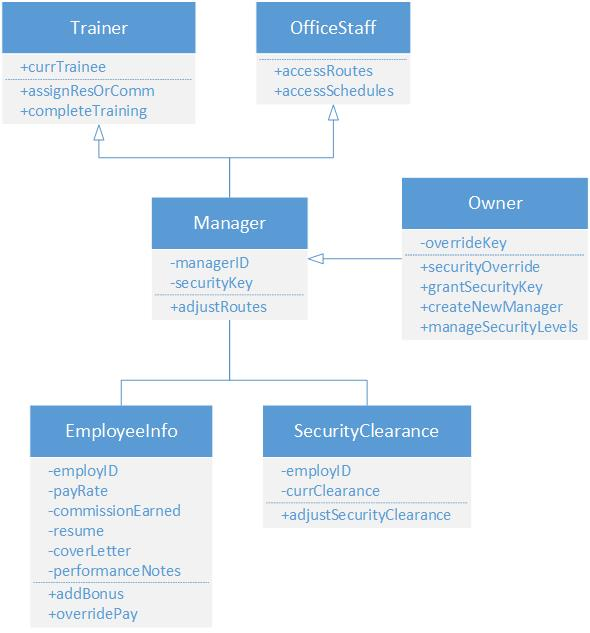 Trainer
+currTrainee
+assignResOrComm
+completeTraining
OfficeStaff
+accessRoutes
+accessSchedules
Manager
-managerID
-securityKey
+adjustRoutes
Owner
-overrideKey
+securityOverride
+grantSecurityKey
+createNewManager
+manageSecurityLevels
EmployeeInfo
-employID
-payRate
-commissionEarned
-resume
-coverLetter
-performanceNotes
+addBonus
+overridePay
SecurityClearance
-employID
-currClearance
+adjustSecurityClearance